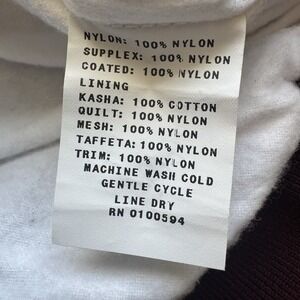 NYLON: 100% NYLON
SUPPLEX: 100% NYLON
COATED: 100% NYLON
LINING
KASHA: 100% COTTON
QUILT: 100% NYLON
MESH: 100% NYLON
TAFFETA: 100% NYLON
TRIM: 100% NYLON
MACHINE WASH COLD
GENTLE CYCLE
LINE DRY
RN 0100594